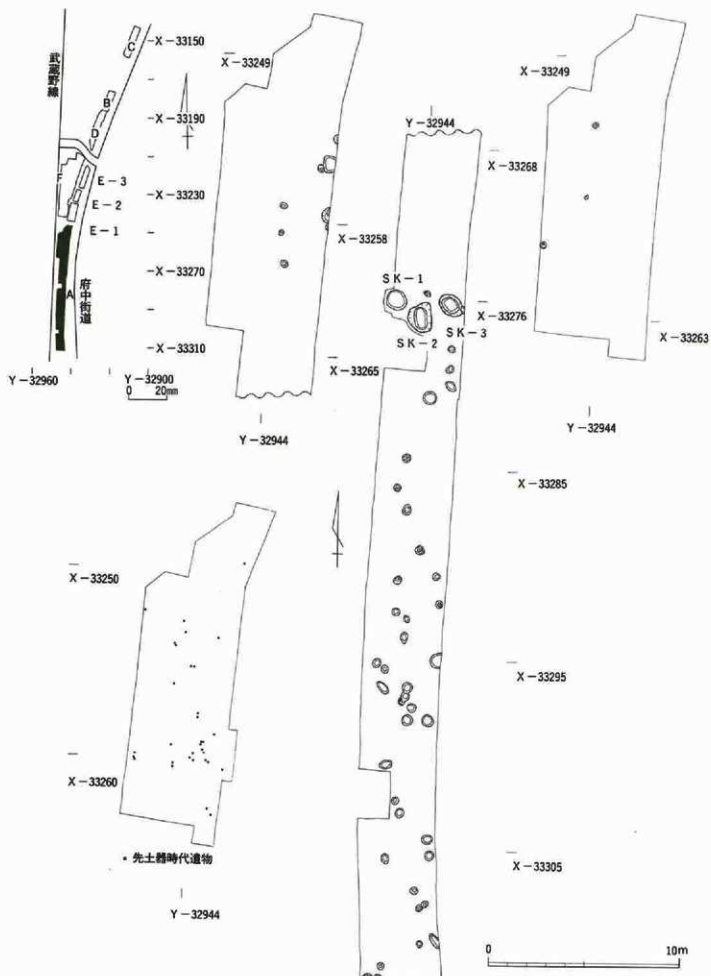 武蔵野線
C
B
D
F
E-3
E-2
E-1
A
府中街道
X-33150
X-33190
X-33230
X-33270
X-33310
Y-32960
Y-32900
0 20mm
X-33249
X-33258
X-33265
Y-32944
Y-32944
X-33268
SK-1
SK-2
SK-3
X-33276
X-33285
X-33295
X-33305
X-33249
X-33263
Y-32944
X-33250
X-33260
・先土器時代遺物
Y-32944
0 10m